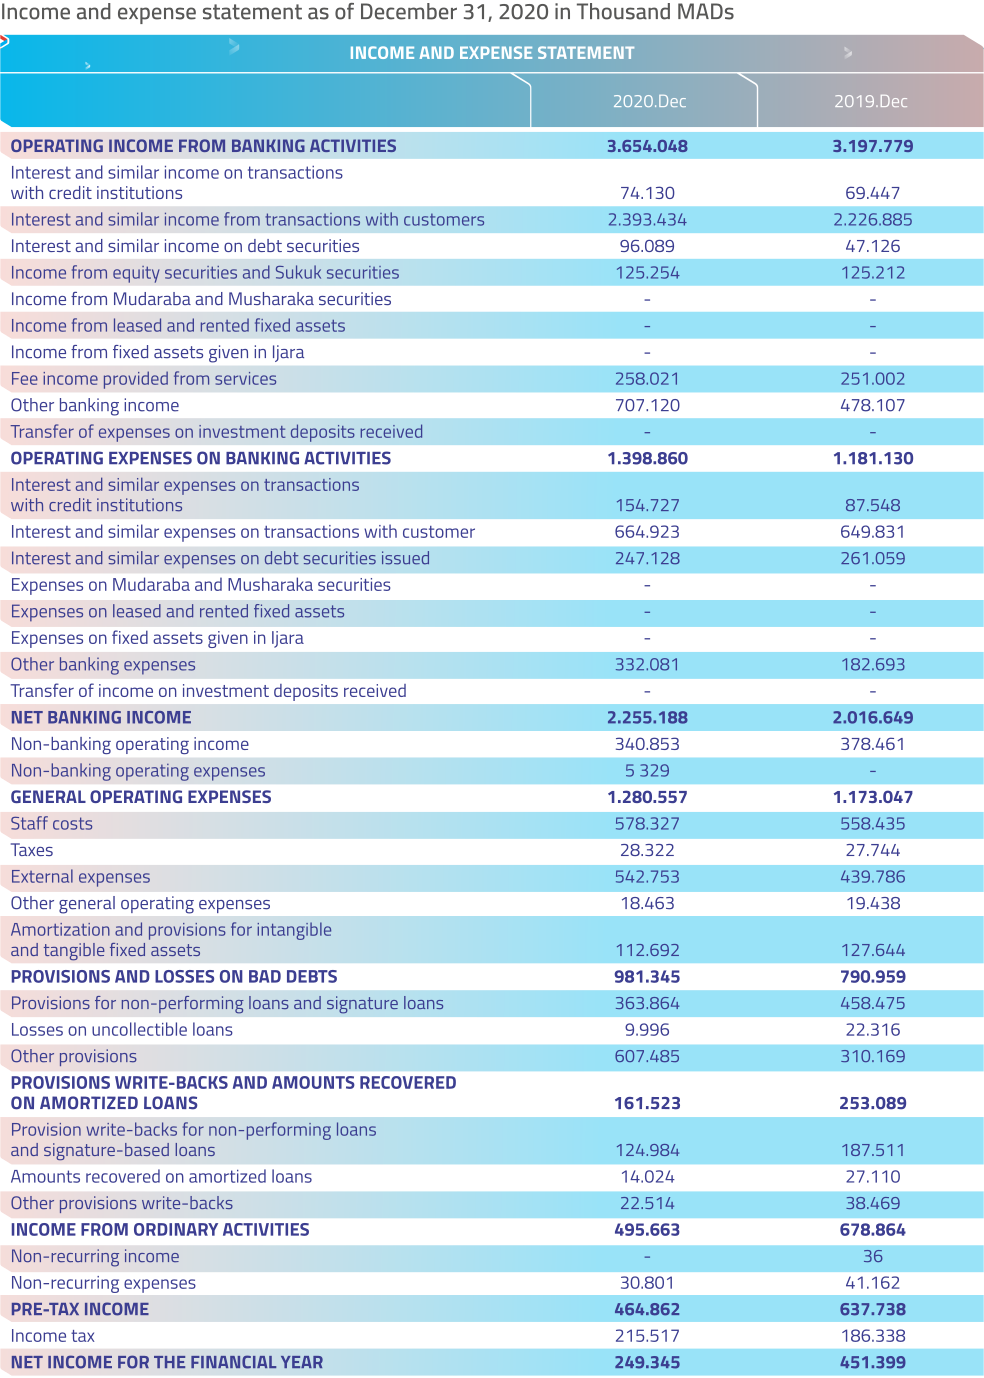 Income and expense statement as of December 31, 2020 in Thousand MADs
INCOME AND EXPENSE STATEMENT
2020.Dec 2019.Dec
OPERATING INCOME FROM BANKING ACTIVITIES 3.654.048 3.197.779
Interest and similar income on transactions
with credit institutions 74.130 69.447
Interest and similar income from transactions with customers 2.393.434 2.226.885
Interest and similar income on debt securities 96.089 47.126
Income from equity securities and Sukuk securities 125.254 125.212
Income from Mudaraba and Musharaka securities - -
Income from leased and rented fixed assets - -
Income from fixed assets given in Ijara - -
Fee income provided from services 258.021 251.002
Other banking income 707.120 478.107
Transfer of expenses on investment deposits received - -
OPERATING EXPENSES ON BANKING ACTIVITIES 1.398.860 1.181.130
Interest and similar expenses on transactions
with credit institutions 154.727 87.548
Interest and similar expenses on transactions with customer 664.923 649.831
Interest and similar expenses on debt securities issued 247.128 261.059
Expenses on Mudaraba and Musharaka securities - -
Expenses on leased and rented fixed assets - -
Expenses on fixed assets given in Ijara - -
Other banking expenses 332.081 182.693
Transfer of income on investment deposits received - -
NET BANKING INCOME 2.255.188 2.016.649
Non-banking operating income 340.853 378.461
Non-banking operating expenses 5 329 -
GENERAL OPERATING EXPENSES 1.280.557 1.173.047
Staff costs 578.327 558.435
Taxes 28.322 27.744
External expenses 542.753 439.786
Other general operating expenses 18.463 19.438
Amortization and provisions for intangible
and tangible fixed assets 112.692 127.644
PROVISIONS AND LOSSES ON BAD DEBTS 981.345 790.959
Provisions for non-performing loans and signature loans 363.864 458.475
Losses on uncollectible loans 9.996 22.316
Other provisions 607.485 310.169
PROVISIONS WRITE-BACKS AND AMOUNTS RECOVERED
ON AMORTIZED LOANS 161.523 253.089
Provision write-backs for non-performing loans
and signature-based loans 124.984 187.511
Amounts recovered on amortized loans 14.024 27.110
Other provisions write-backs 22.514 38.469
INCOME FROM ORDINARY ACTIVITIES 495.663 678.864
Non-recurring income - 36
Non-recurring expenses 30.801 41.162
PRE-TAX INCOME 464.862 637.738
Income tax 215.517 186.338
NET INCOME FOR THE FINANCIAL YEAR 249.345 451.399